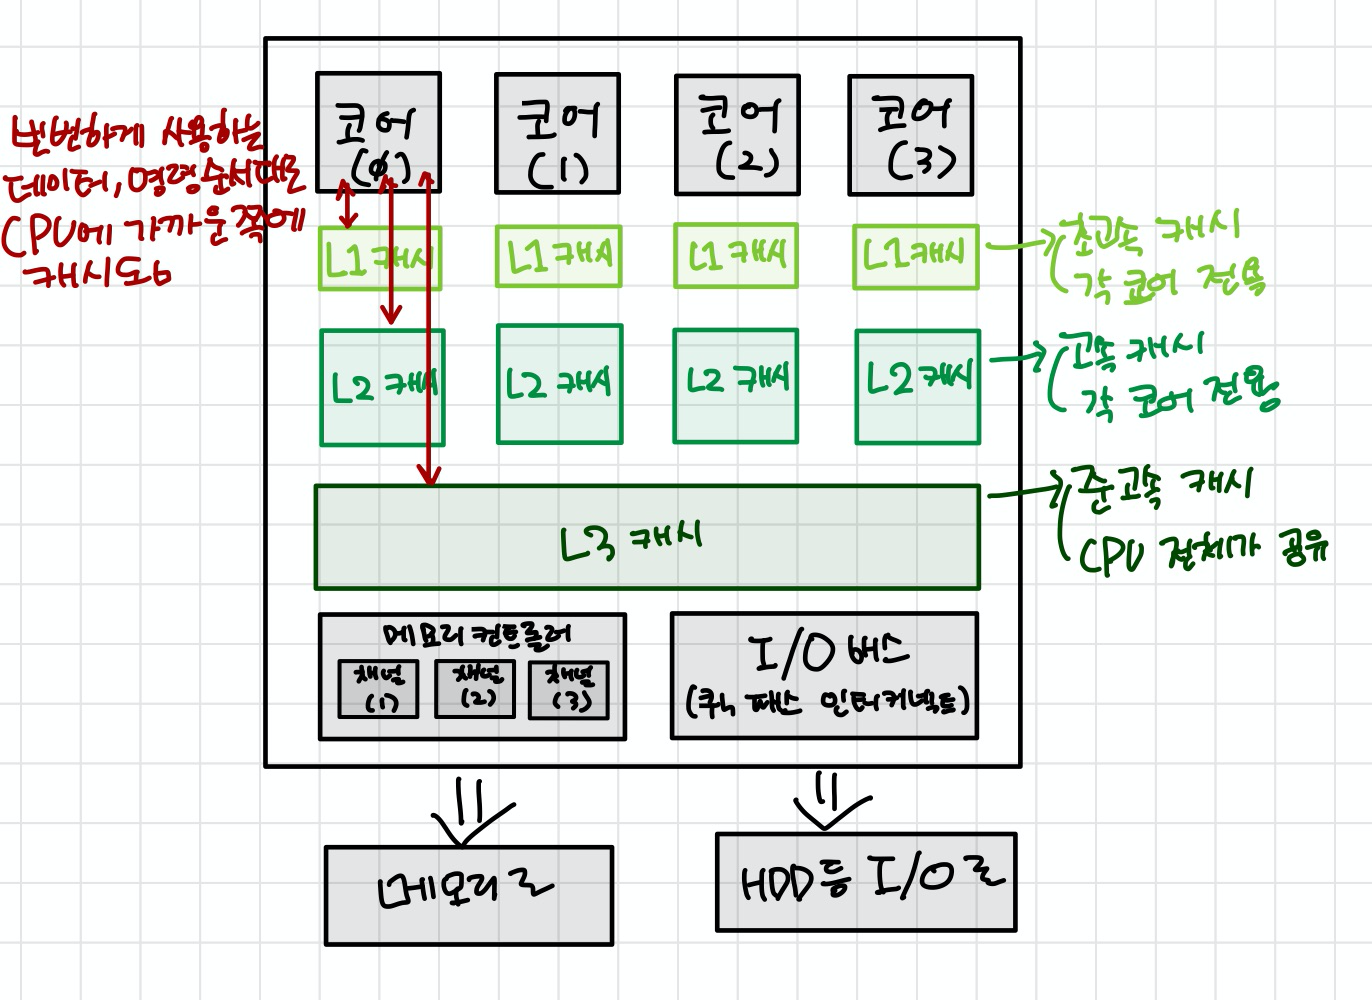 코어
(0)
코어
(1)
코어
(2)
코어
(3)
빈번하게 사용하는
데이터, 명령순서대로
CPU에 가까운쪽에
캐시도ㅐ
L1 캐시
L1 캐시
L1 캐시
L1 캐시
초고속 캐시
각 코어 전용
L2 캐시
L2 캐시
L2 캐시
L2 캐시
고속 캐시
각 코어 전용
L3 캐시
준고속 캐시
CPU 전체가 공유
메모리 컨트롤러
채널
(1)
채널
(2)
채널
(3)
I/O 버스
(퀵 패스 인터커넥트)
메모리로
HDD등 I/O로